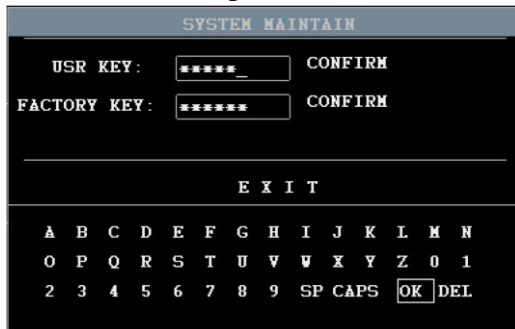 SYSTEM MAINTAIN
USR KEY: *****_ CONFIRM
FACTORY KEY: ****** CONFIRM
E X I T
A B C D E F G H I J K L M N
O P Q R S T U V W X Y Z 0 1
2 3 4 5 6 7 8 9 SP CAPS OK DEL